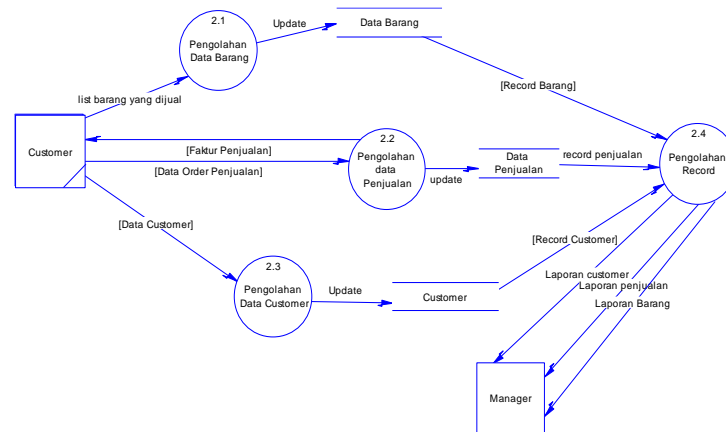 2.1
Pengolahan
Data Barang
Update
Data Barang
list barang yang dijual
[Record Barang]
Customer
[Faktur Penjualan]
[Data Order Penjualan]
2.2
Pengolahan
data
Penjualan
update
Data
Penjualan
record penjualan
2.4
Pengolahan
Record
[Data Customer]
[Record Customer]
2.3
Pengolahan
Data Customer
Update
Customer
Laporan customer
Laporan penjualan
Laporan Barang
Manager